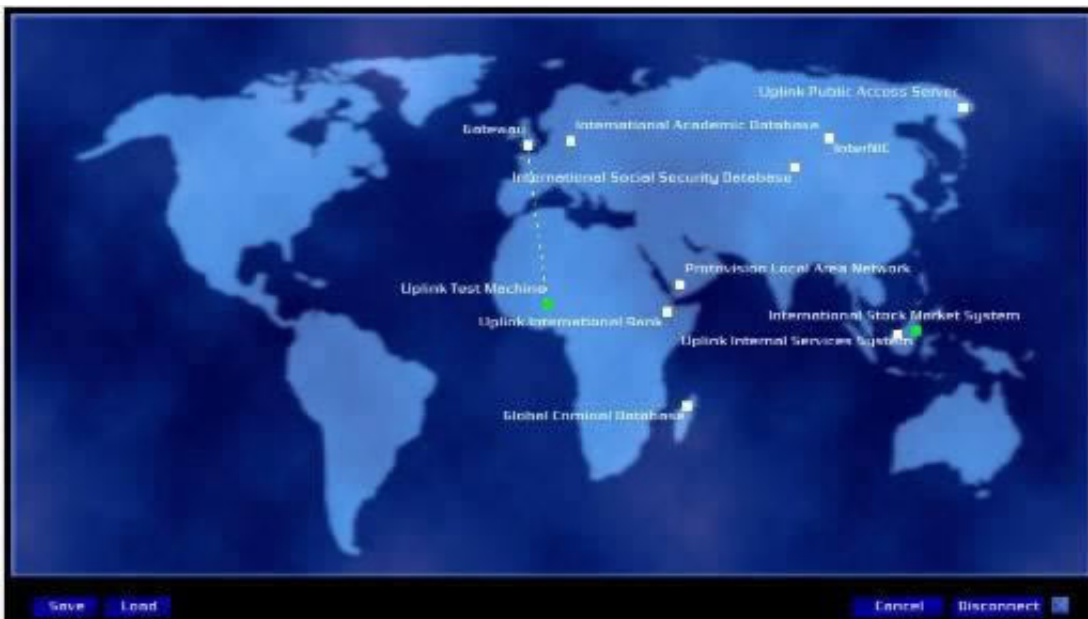 Uplink Public Access Server
Gateway
International Academic Database
InterNIC
International Social Security Database
Protovision Local Area Network
Uplink Test Machine
International Stock Market System
Uplink International Bank
Uplink Internal Services System
Global Criminal Database
Save
Load
Cancel
Disconnect